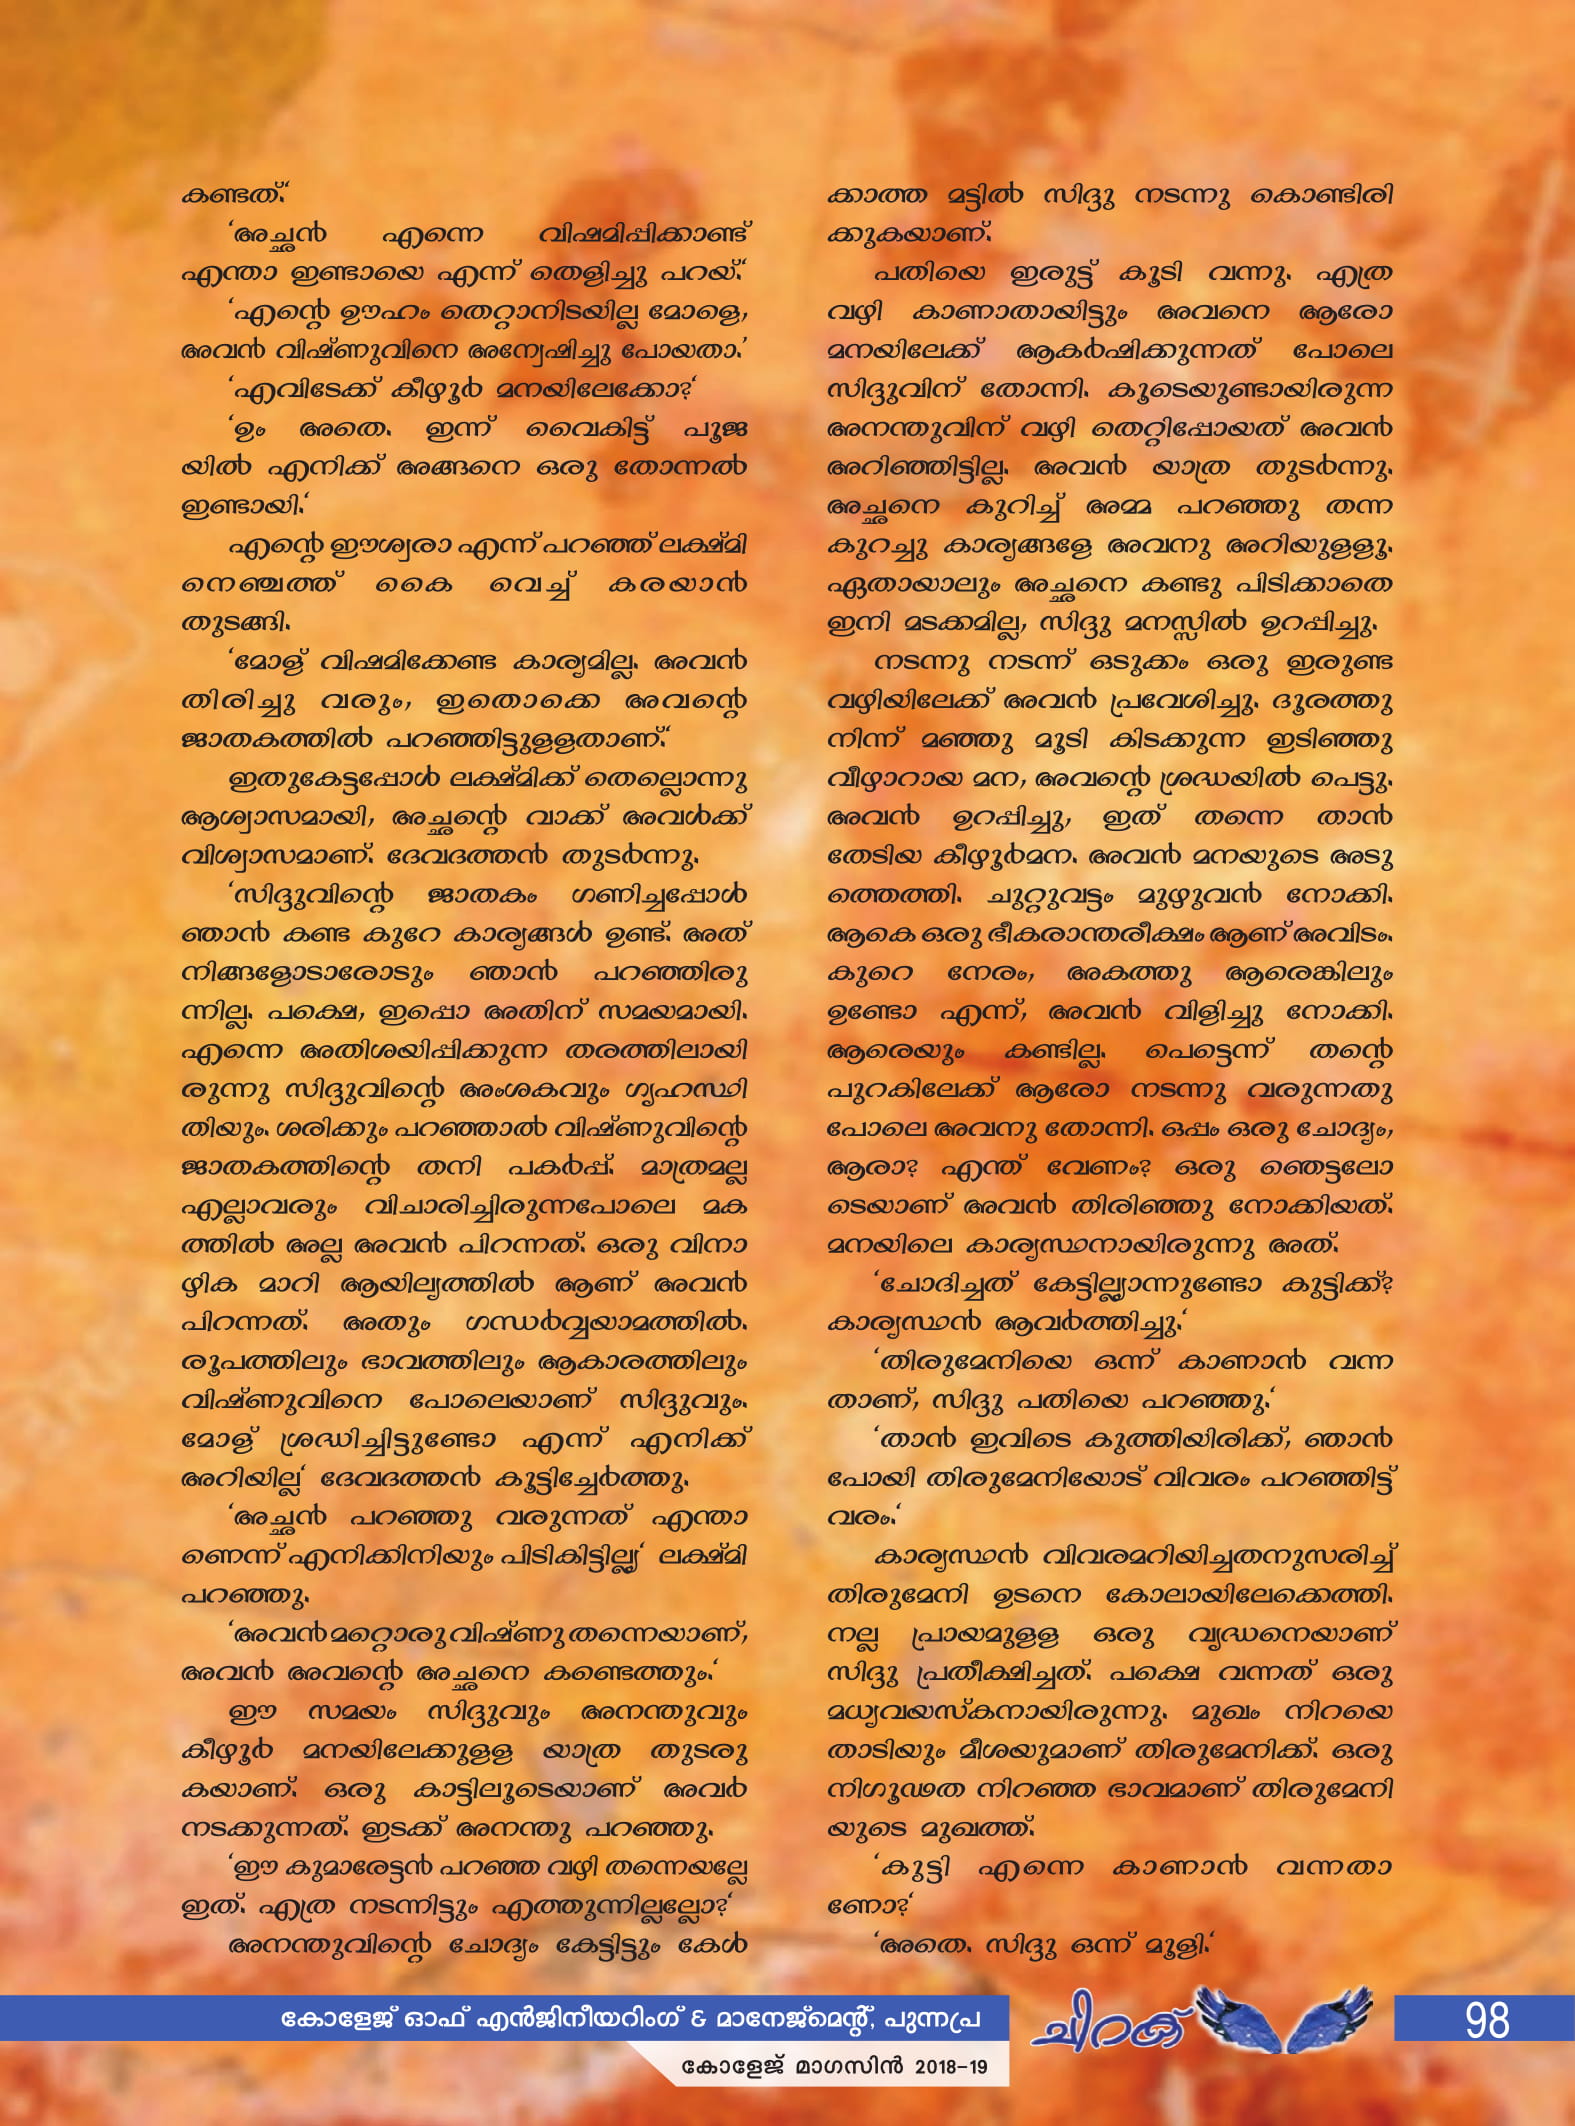 കണ്ടത്.‘
‘അച്ഛൻ എന്നെ വിഷമിപ്പിക്കാണ്ട്
എന്താ ഇണ്ടായെ എന്ന് തെളിച്ചു പറയ്.‘
‘എന്റെ ഊഹം തെറ്റാനിടയില്ല മോളെ,
അവൻ വിഷ്ണുവിനെ അന്വേഷിച്ചു പോയതാ.’
‘എവിടേക്ക് കീഴൂർ മനയിലേക്കോ?‘
‘ഉം അതെ. ഇന്ന് വൈകിട്ട് പൂജ
യിൽ എനിക്ക് അങ്ങനെ ഒരു തോന്നൽ
ഇണ്ടായി.‘
എന്റെ ഈശ്വരാ എന്ന് പറഞ്ഞ് ലക്ഷ്മി
നെഞ്ചത്ത് കൈ വെച്ച് കരയാൻ
തുടങ്ങി.
‘മോള് വിഷമിക്കേണ്ട കാര്യമില്ല. അവൻ
തിരിച്ചു വരും, ഇതൊക്കെ അവന്റെ
ജാതകത്തിൽ പറഞ്ഞിട്ടുള്ളതാണ്.‘
ഇതുകേട്ടപ്പോൾ ലക്ഷ്മിക്ക് തെല്ലൊന്നു
ആശ്വാസമായി, അച്ഛന്റെ വാക്ക് അവൾക്ക്
വിശ്വാസമാണ്. ദേവദത്തൻ തുടർന്നു.
‘സിദ്ദുവിന്റെ ജാതകം ഗണിച്ചപ്പോൾ
ഞാൻ കണ്ട കുറേ കാര്യങ്ങൾ ഉണ്ട്. അത്
നിങ്ങളോടാരോടും ഞാൻ പറഞ്ഞിരു
ന്നില്ല. പക്ഷെ, ഇപ്പൊ അതിന് സമയമായി.
എന്നെ അതിശയിപ്പിക്കുന്ന തരത്തിലായി
രുന്നു സിദ്ദുവിന്റെ അംശകവും ഗൃഹസ്ഥി
തിയും. ശരിക്കും പറഞ്ഞാൽ വിഷ്ണുവിന്റെ
ജാതകത്തിന്റെ തനി പകർപ്പ്. മാത്രമല്ല
എല്ലാവരും വിചാരിച്ചിരുന്നപോലെ മക
ത്തിൽ അല്ല അവൻ പിറന്നത്. ഒരു വിനാ
ഴിക മാറി ആയില്യത്തിൽ ആണ് അവൻ
പിറന്നത്. അതും ഗന്ധർവ്വയാമത്തിൽ.
രൂപത്തിലും ഭാവത്തിലും ആകാരത്തിലും
വിഷ്ണുവിനെ പോലെയാണ് സിദ്ദുവും.
മോള് ശ്രദ്ധിച്ചിട്ടുണ്ടോ എന്ന് എനിക്ക്
അറിയില്ല‘ ദേവദത്തൻ കൂട്ടിച്ചേർത്തു.
‘അച്ഛൻ പറഞ്ഞു വരുന്നത് എന്താ
ണെന്ന് എനിക്കിനിയും പിടികിട്ടില്ല്യ‘ ലക്ഷ്മി
പറഞ്ഞു.
‘അവൻ മറ്റൊരു വിഷ്ണു തന്നെയാണ്,
അവൻ അവന്റെ അച്ഛനെ കണ്ടെത്തും.‘
ഈ സമയം സിദ്ദുവും അനന്തുവും
കീഴൂർ മനയിലേക്കുള്ള യാത്ര തുടരു
കയാണ്. ഒരു കാട്ടിലൂടെയാണ് അവർ
നടക്കുന്നത്. ഇടക്ക് അനന്തു പറഞ്ഞു.
‘ഈ കുമാരേട്ടൻ പറഞ്ഞ വഴി തന്നെയല്ലേ
ഇത്. എത്ര നടന്നിട്ടും എത്തുന്നില്ലല്ലോ?‘
അനന്തുവിന്റെ ചോദ്യം കേട്ടിട്ടും കേൾ
ക്കാത്ത മട്ടിൽ സിദ്ദു നടന്നു കൊണ്ടിരി
ക്കുകയാണ്.
പതിയെ ഇരുട്ട് കൂടി വന്നു. എത്ര
വഴി കാണാതായിട്ടും അവനെ ആരോ
മനയിലേക്ക് ആകർഷിക്കുന്നത് പോലെ
സിദ്ദുവിന് തോന്നി. കൂടെയുണ്ടായിരുന്ന
അനന്തുവിന് വഴി തെറ്റിപ്പോയത് അവൻ
അറിഞ്ഞിട്ടില്ല. അവൻ യാത്ര തുടർന്നു.
അച്ഛനെ കുറിച്ച് അമ്മ പറഞ്ഞു തന്ന
കുറച്ചു കാര്യങ്ങളേ അവനു അറിയുള്ളൂ.
ഏതായാലും അച്ഛനെ കണ്ടു പിടിക്കാതെ
ഇനി മടക്കമില്ല, സിദ്ദു മനസ്സിൽ ഉറപ്പിച്ചു.
നടന്നു നടന്ന് ഒടുക്കം ഒരു ഇരുണ്ട
വഴിയിലേക്ക് അവൻ പ്രവേശിച്ചു. ദൂരത്തു
നിന്ന് മഞ്ഞു മൂടി കിടക്കുന്ന ഇടിഞ്ഞു
വീഴാറായ മന, അവന്റെ ശ്രദ്ധയിൽ പെട്ടു.
അവൻ ഉറപ്പിച്ചു, ഇത് തന്നെ താൻ
തേടിയ കീഴൂർമന. അവൻ മനയുടെ അടു
ത്തെത്തി. ചുറ്റുവട്ടം മുഴുവൻ നോക്കി.
ആകെ ഒരു ഭീകരാന്തരീക്ഷം ആണ് അവിടം.
കുറെ നേരം, അകത്തു ആരെങ്കിലും
ഉണ്ടോ എന്ന്, അവൻ വിളിച്ചു നോക്കി.
ആരെയും കണ്ടില്ല. പെട്ടെന്ന് തന്റെ
പുറകിലേക്ക് ആരോ നടന്നു വരുന്നതു
പോലെ അവനു തോന്നി. ഒപ്പം ഒരു ചോദ്യം,
ആരാ? എന്ത് വേണം? ഒരു ഞെട്ടലോ
ടെയാണ് അവൻ തിരിഞ്ഞു നോക്കിയത്.
മനയിലെ കാര്യസ്ഥനായിരുന്നു അത്.
‘ചോദിച്ചത് കേട്ടില്ല്യാന്നുണ്ടോ കുട്ടിക്ക്?
കാര്യസ്ഥൻ ആവർത്തിച്ചു.‘
‘തിരുമേനിയെ ഒന്ന് കാണാൻ വന്ന
താണ്, സിദ്ദു പതിയെ പറഞ്ഞു.‘
‘താൻ ഇവിടെ കുത്തിയിരിക്ക്, ഞാൻ
പോയി തിരുമേനിയോട് വിവരം പറഞ്ഞിട്ട്
വരം.‘
കാര്യസ്ഥൻ വിവരമറിയിച്ചതനുസരിച്ച്
തിരുമേനി ഉടനെ കോലായിലേക്കെത്തി.
നല്ല പ്രായമുള്ള ഒരു വൃദ്ധനെയാണ്
സിദ്ദു പ്രതീക്ഷിച്ചത്. പക്ഷെ വന്നത് ഒരു
മധ്യവയസ്കനായിരുന്നു. മുഖം നിറയെ
താടിയും മീശയുമാണ് തിരുമേനിക്ക്. ഒരു
നിഗൂഢത നിറഞ്ഞ ഭാവമാണ് തിരുമേനി
യുടെ മുഖത്ത്.
‘കുട്ടി എന്നെ കാണാൻ വന്നതാ
ണോ?‘
‘അതെ. സിദ്ദു ഒന്ന് മൂളി.‘
കോളേജ് ഓഫ് എൻജിനീയറിംഗ് & മാനേജ്മെന്റ്, പുന്നപ്ര
ചിറക്
98
കോളേജ് മാഗസിൻ 2018-19